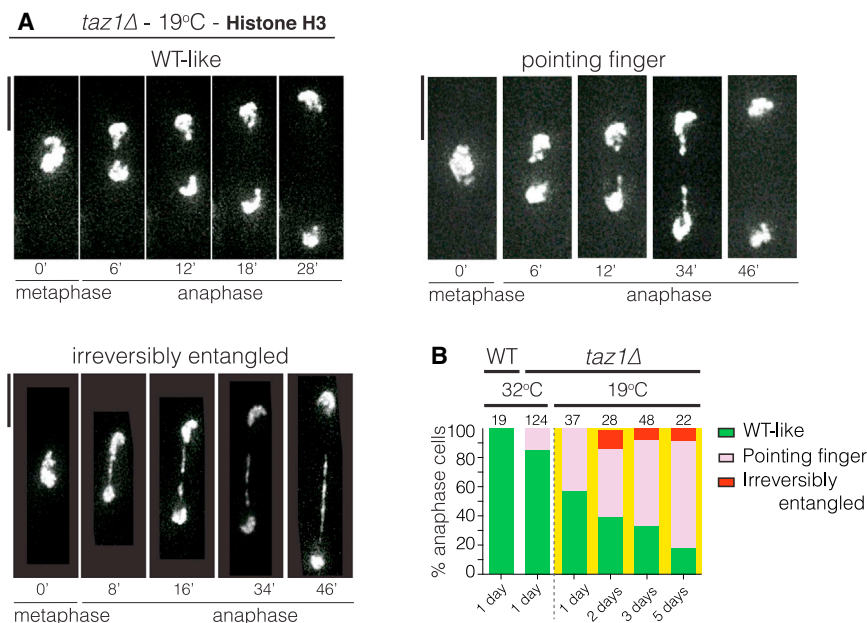 A
taz1Δ - 19°C - Histone H3
WT-like
0' 6' 12' 18' 28'
metaphase anaphase
pointing finger
0' 6' 12' 34' 46'
metaphase anaphase
irreversibly entangled
0' 8' 16' 34' 46'
metaphase anaphase
B
WT taz1Δ
32°C 19°C
19 124 37 28 48 22
% anaphase cells
100
80
60
40
20
0
1 day 1 day 1 day 2 days 3 days 5 days
WT-like
Pointing finger
Irreversibly
entangled